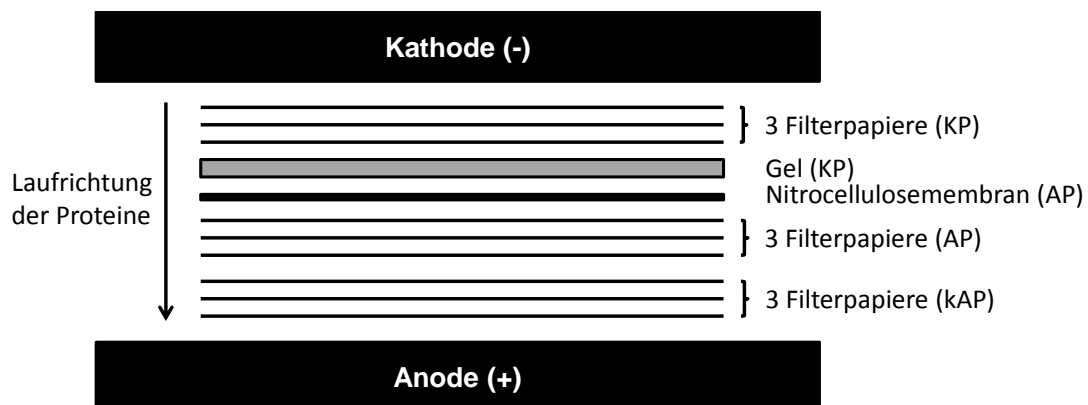 Kathode (-)
3 Filterpapiere (KP)
Gel (KP)
Nitrocellulosemembran (AP)
Laufrichtung
der Proteine
3 Filterpapiere (AP)
3 Filterpapiere (kAP)
Anode (+)